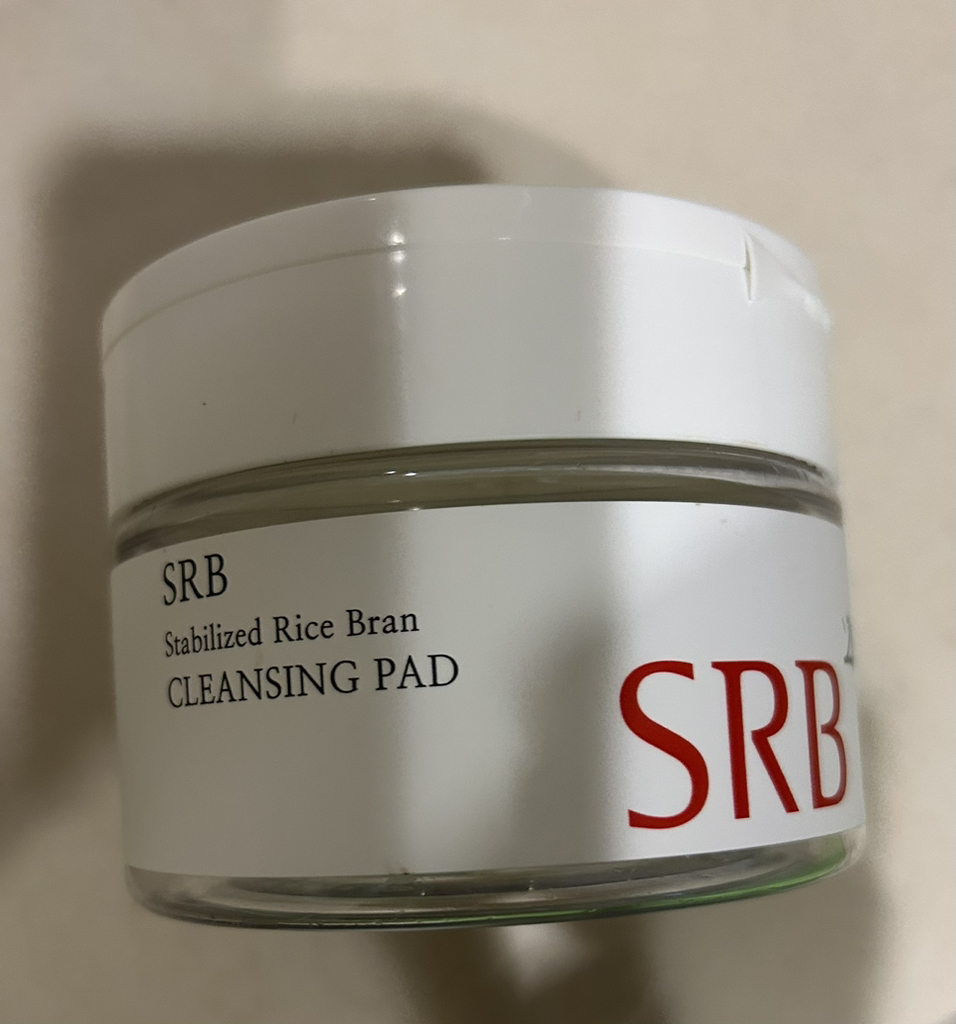 SRB
Stabilized Rice Bran
CLEANSING PAD
SRB